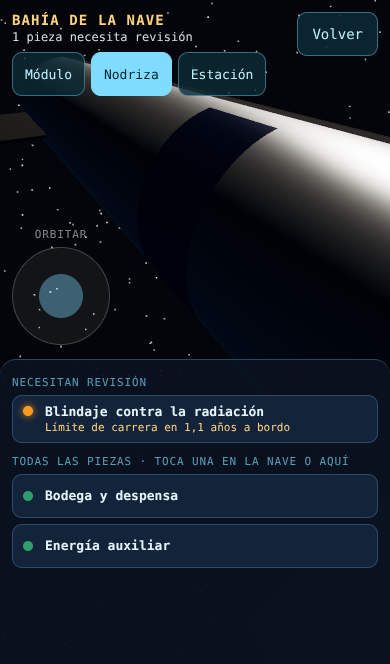 BAHÍA DE LA NAVE
1 pieza necesita revisión
Volver
Módulo
Nodriza
Estación
ORBITAR
NECESITAN REVISIÓN
Blindaje contra la radiación
Límite de carrera en 1,1 años a bordo
TODAS LAS PIEZAS · TOCA UNA EN LA NAVE O AQUÍ
Bodega y despensa
Energía auxiliar